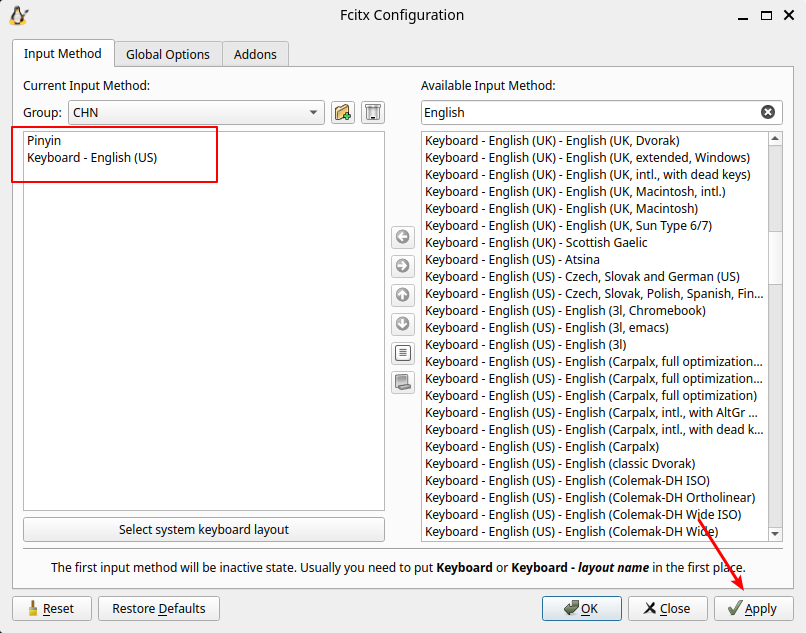 Fcitx Configuration
Input Method
Global Options
Addons
Current Input Method:
Available Input Method:
Group:
CHN
English
Pinyin
Keyboard - English (US)
Keyboard - English (UK) - English (UK, Dvorak)
Keyboard - English (UK) - English (UK, extended, Windows)
Keyboard - English (UK) - English (UK, intl., with dead keys)
Keyboard - English (UK) - English (UK, Macintosh, intl.)
Keyboard - English (UK) - English (UK, Macintosh)
Keyboard - English (UK) - English (UK, Sun Type 6/7)
Keyboard - English (UK) - Scottish Gaelic
Keyboard - English (US) - Atsina
Keyboard - English (US) - Czech, Slovak and German (US)
Keyboard - English (US) - Czech, Slovak, Polish, Spanish, Fin...
Keyboard - English (US) - English (3l, Chromebook)
Keyboard - English (US) - English (3l, emacs)
Keyboard - English (US) - English (3l)
Keyboard - English (US) - English (Carpalx, full optimization...
Keyboard - English (US) - English (Carpalx, full optimization...
Keyboard - English (US) - English (Carpalx, full optimization)
Keyboard - English (US) - English (Carpalx, intl., with AltGr ...
Keyboard - English (US) - English (Carpalx, intl., with dead k...
Keyboard - English (US) - English (Carpalx)
Keyboard - English (US) - English (classic Dvorak)
Keyboard - English (US) - English (Colemak-DH ISO)
Keyboard - English (US) - English (Colemak-DH Ortholinear)
Keyboard - English (US) - English (Colemak-DH Wide ISO)
Keyboard - English (US) - English (Colemak-DH Wide)
Select system keyboard layout
The first input method will be inactive state. Usually you need to put Keyboard or Keyboard - layout name in the first place.
Reset
Restore Defaults
OK
Close
Apply